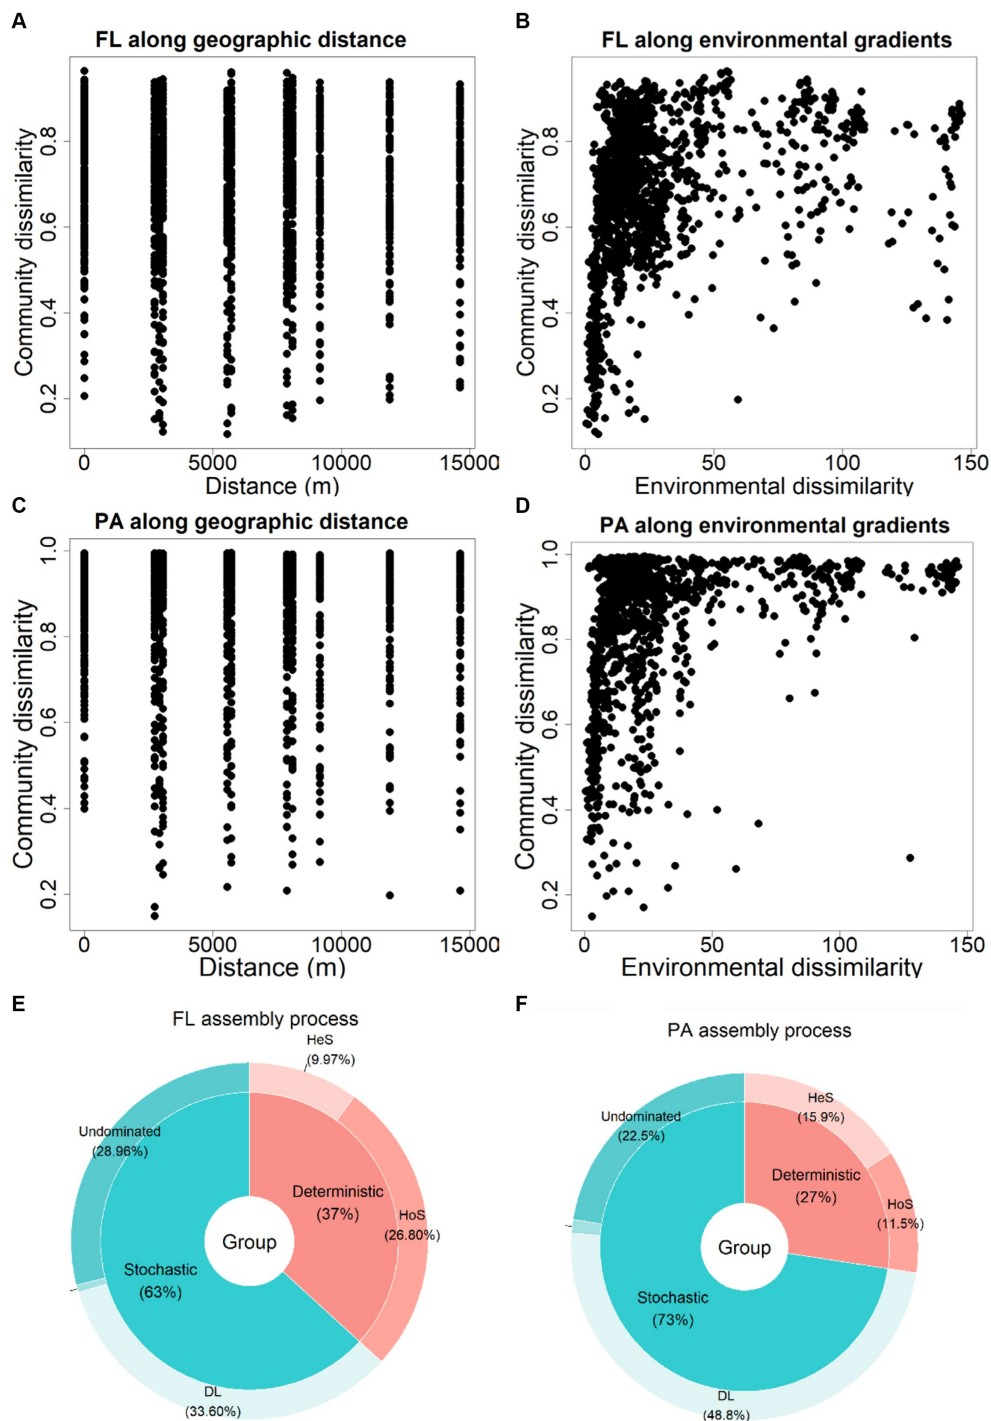 A
FL along geographic distance
Community dissimilarity
0.8
0.6
0.4
0.2
0 5000 10000 15000
Distance (m)
B
FL along environmental gradients
Community dissimilarity
0.8
0.6
0.4
0.2
0 50 100 150
Environmental dissimilarity
C
PA along geographic distance
Community dissimilarity
1.0
0.8
0.6
0.4
0.2
0 5000 10000 15000
Distance (m)
D
PA along environmental gradients
Community dissimilarity
1.0
0.8
0.6
0.4
0.2
0 50 100 150
Environmental dissimilarity
E
FL assembly process
HeS
(9.97%)
Undominated
(28.96%)
Deterministic
(37%)
HoS
(26.80%)
Group
Stochastic
(63%)
DL
(33.60%)
F
PA assembly process
HeS
(15.9%)
Undominated
(22.5%)
Deterministic
(27%)
HoS
(11.5%)
Group
Stochastic
(73%)
DL
(48.8%)